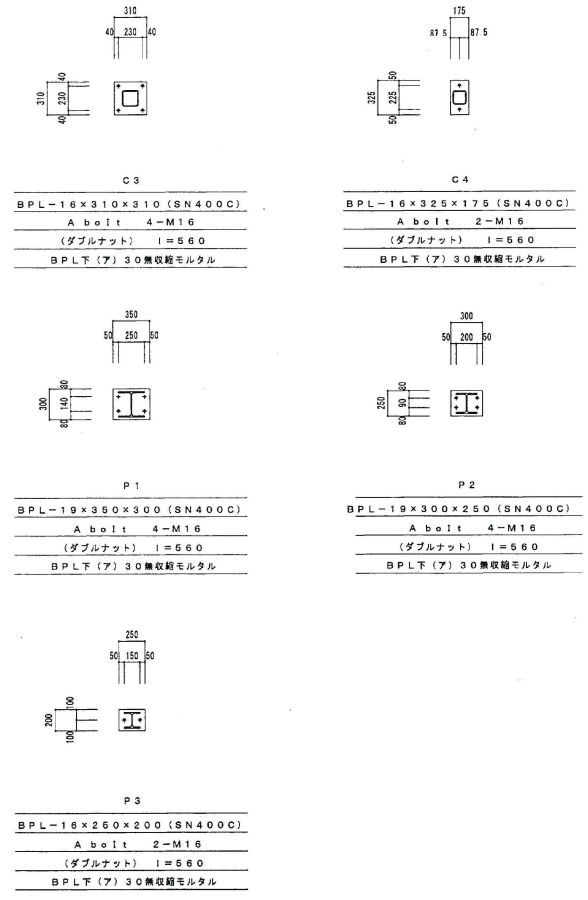 310
40 230 40
310
40
230
40
C3
BPL-16×310×310(SN400C)
A bolt 4-M16
(ダブルナット) l=560
BPL下(ア)30無収縮モルタル
175
87.5 87.5
325
50
225
50
C4
BPL-16×325×175(SN400C)
A bolt 2-M16
(ダブルナット) l=560
BPL下(ア)30無収縮モルタル
350
50 250 50
300
80
140
80
P1
BPL-19×350×300(SN400C)
A bolt 4-M16
(ダブルナット) l=560
BPL下(ア)30無収縮モルタル
300
50 200 50
250
80
90
80
P2
BPL-19×300×250(SN400C)
A bolt 4-M16
(ダブルナット) l=560
BPL下(ア)30無収縮モルタル
250
50 150 50
200
100
100
P3
BPL-16×250×200(SN400C)
A bolt 2-M16
(ダブルナット) l=560
BPL下(ア)30無収縮モルタル